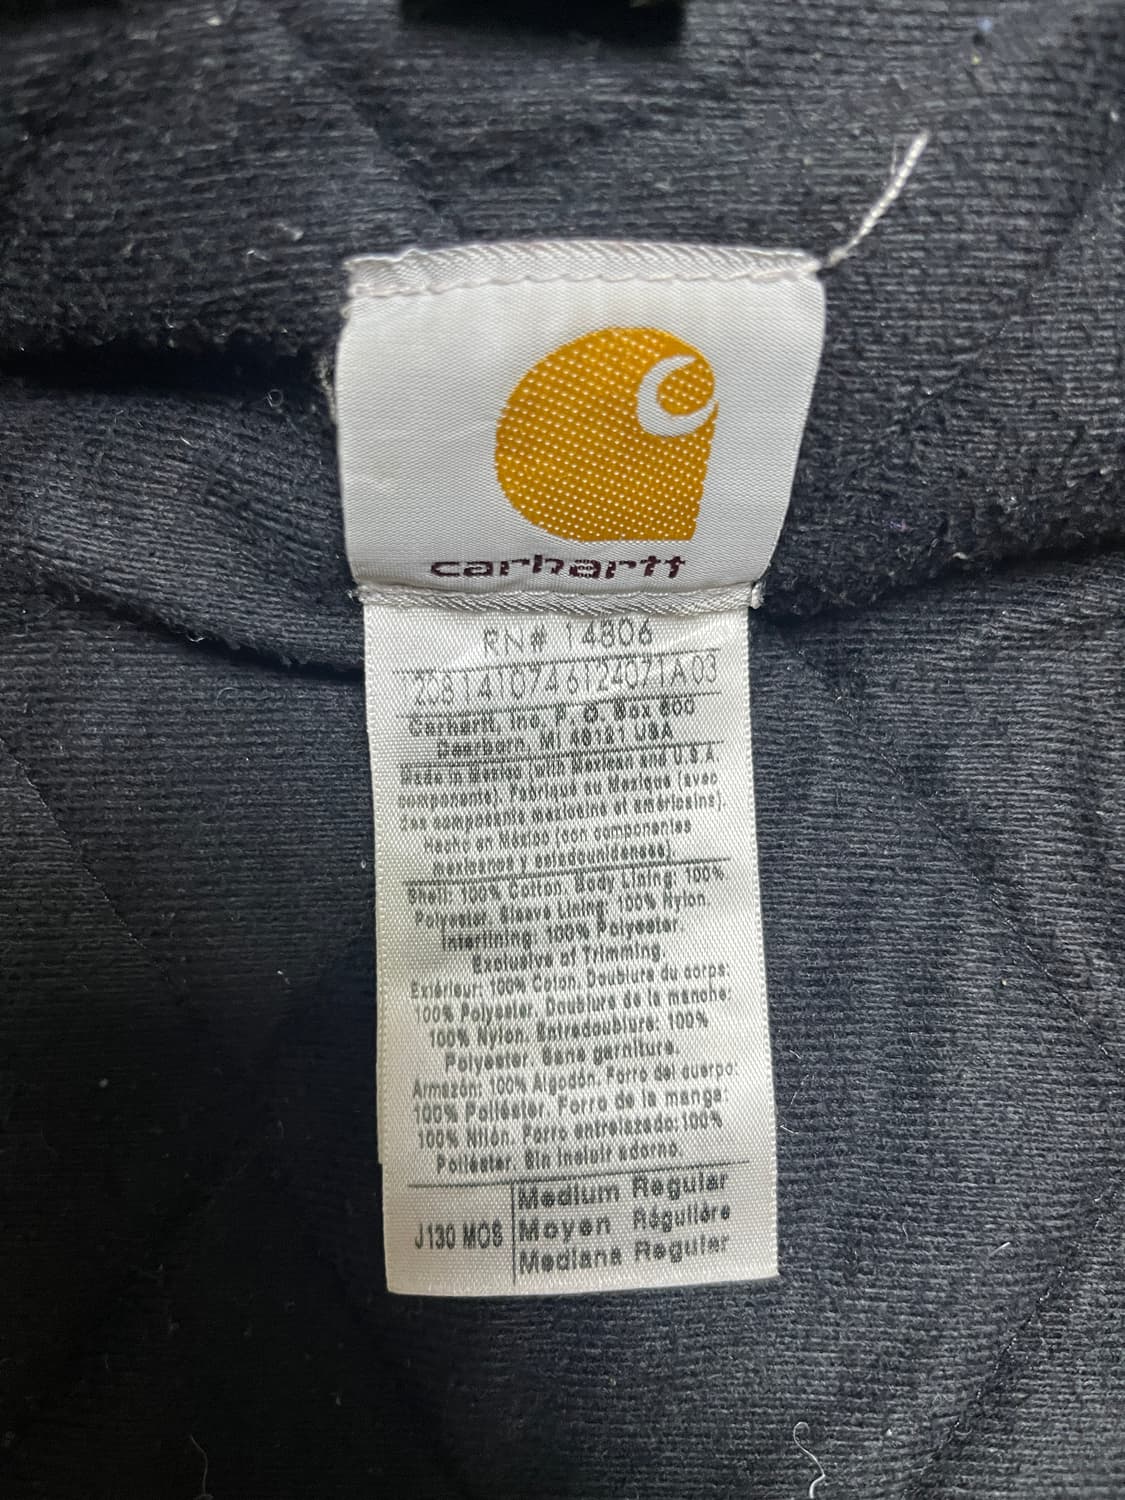 carhartt
RN# 14806
12081410746124071A03
Carhartt, Inc. P. O. Box 600
Dearborn, MI 48121 USA
Made in Mexico (with Mexican and U.S.A.
components). Fabriqué au Mexique (avec
des composants mexicains et américains).
Hecho en México (con componentes
mexicanos y estadounidenses)
Shell: 100% Cotton. Body Lining: 100%
Polyester. Sleeve Lining: 100% Nylon.
Interlining: 100% Polyester.
Exclusive of Trimming.
Extérieur: 100% Coton. Doublure du corps:
100% Polyester. Doublure de la manche:
100% Nylon. Entredoublure: 100%
Polyester. Sans garniture.
Armazón: 100% Algodón. Forro del cuerpo:
100% Poliéster. Forro de la manga:
100% Nilón. Forro entrelazado: 100%
Poliéster. Sin incluir adorno.
J130 MOS
Medium Regular
Moyen Régulière
Mediana Regular